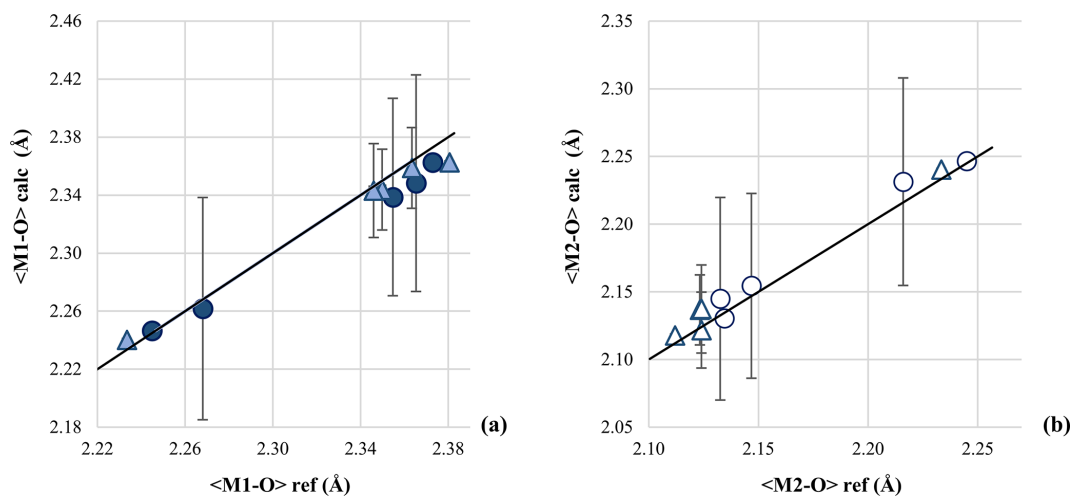 2.46
2.42
2.38
2.34
2.30
2.26
2.22
2.18
<M1-O> calc (Å)
2.22 2.26 2.30 2.34 2.38
<M1-O> ref (Å)
(a)
2.35
2.30
2.25
2.20
2.15
2.10
2.05
<M2-O> calc (Å)
2.10 2.15 2.20 2.25
<M2-O> ref (Å)
(b)